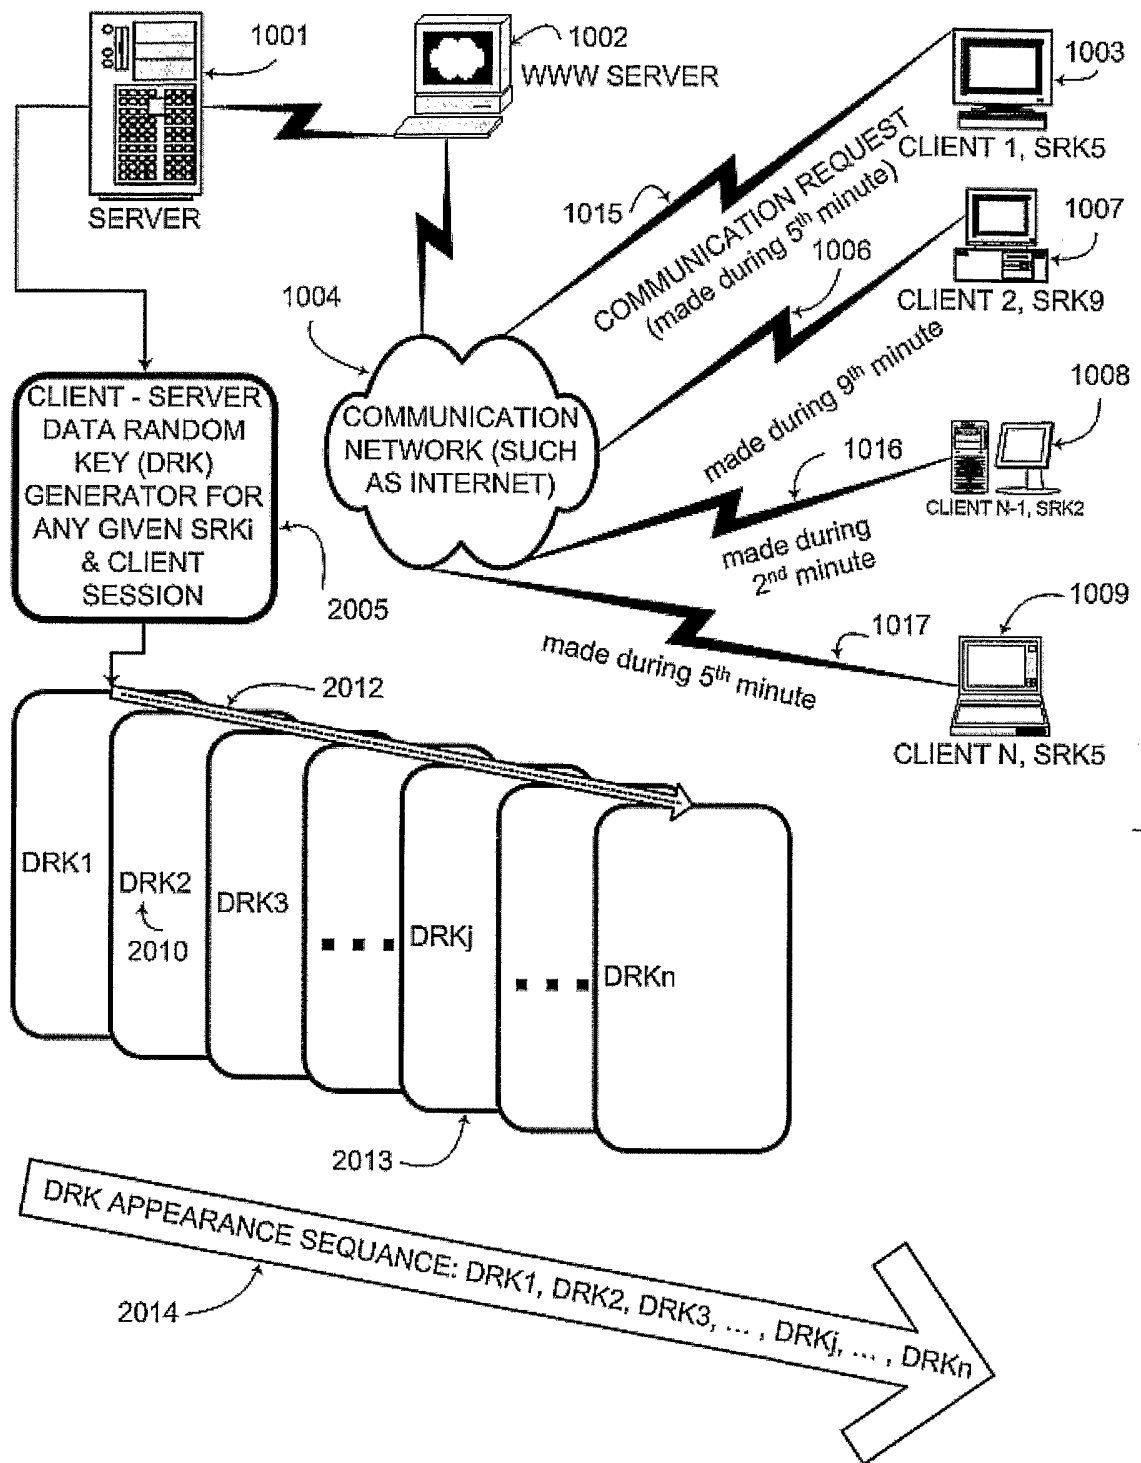 1001
SERVER
1002
WWW SERVER
1003
CLIENT 1, SRK5
1015
COMMUNICATION REQUEST
(made during 5th minute)
1007
CLIENT 2, SRK9
1006
made during 9th minute
1004
COMMUNICATION
NETWORK (SUCH
AS INTERNET)
1008
CLIENT N-1, SRK2
1016
made during
2nd minute
1009
CLIENT N, SRK5
1017
made during 5th minute
CLIENT - SERVER
DATA RANDOM
KEY (DRK)
GENERATOR FOR
ANY GIVEN SRKi
& CLIENT
SESSION
2005
2012
DRK1
DRK2
2010
DRK3
...
DRKj
...
DRKn
2013
DRK APPEARANCE SEQUANCE: DRK1, DRK2, DRK3, ... , DRKj, ... , DRKn
2014